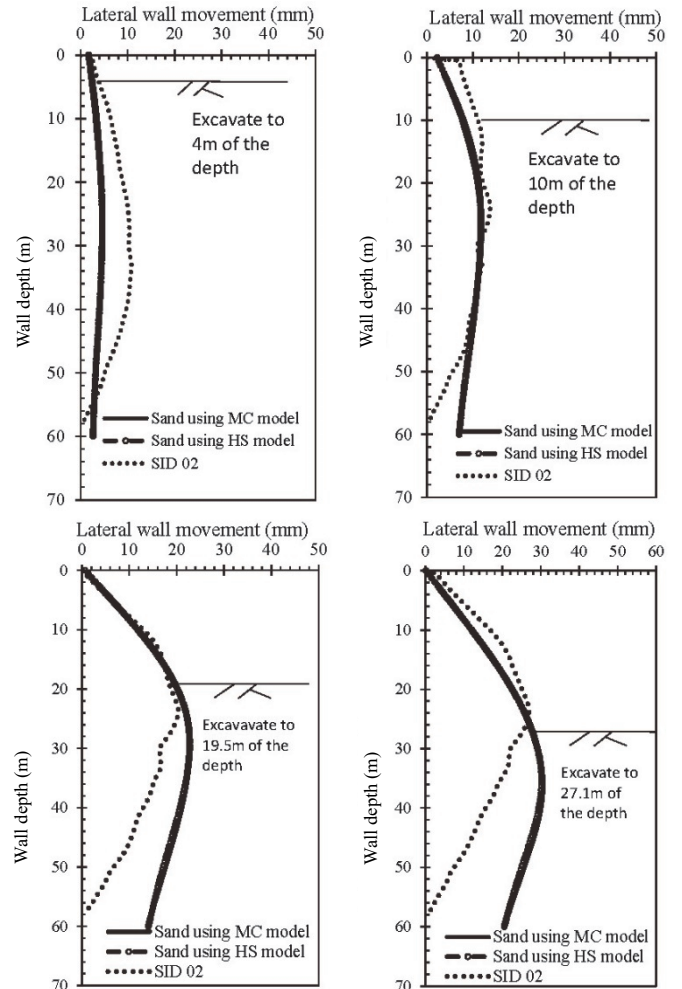 Lateral wall movement (mm)
0 10 20 30 40 50
0
10
20
30
40
50
60
70
Wall depth (m)
Excavate to
4m of the
depth
Sand using MC model
Sand using HS model
SID 02
Lateral wall movement (mm)
0 10 20 30 40 50
0
10
20
30
40
50
60
70
Wall depth (m)
Excavate to
10m of the
depth
Sand using MC model
Sand using HS model
SID 02
Lateral wall movement (mm)
0 10 20 30 40 50
0
10
20
30
40
50
60
70
Wall depth (m)
Excavavate to
19.5m of the
depth
Sand using MC model
Sand using HS model
SID 02
Lateral wall movement (mm)
0 10 20 30 40 50 60
0
10
20
30
40
50
60
70
Wall depth (m)
Excavate to
27.1m of
the depth
Sand using MC model
Sand using HS model
SID 02